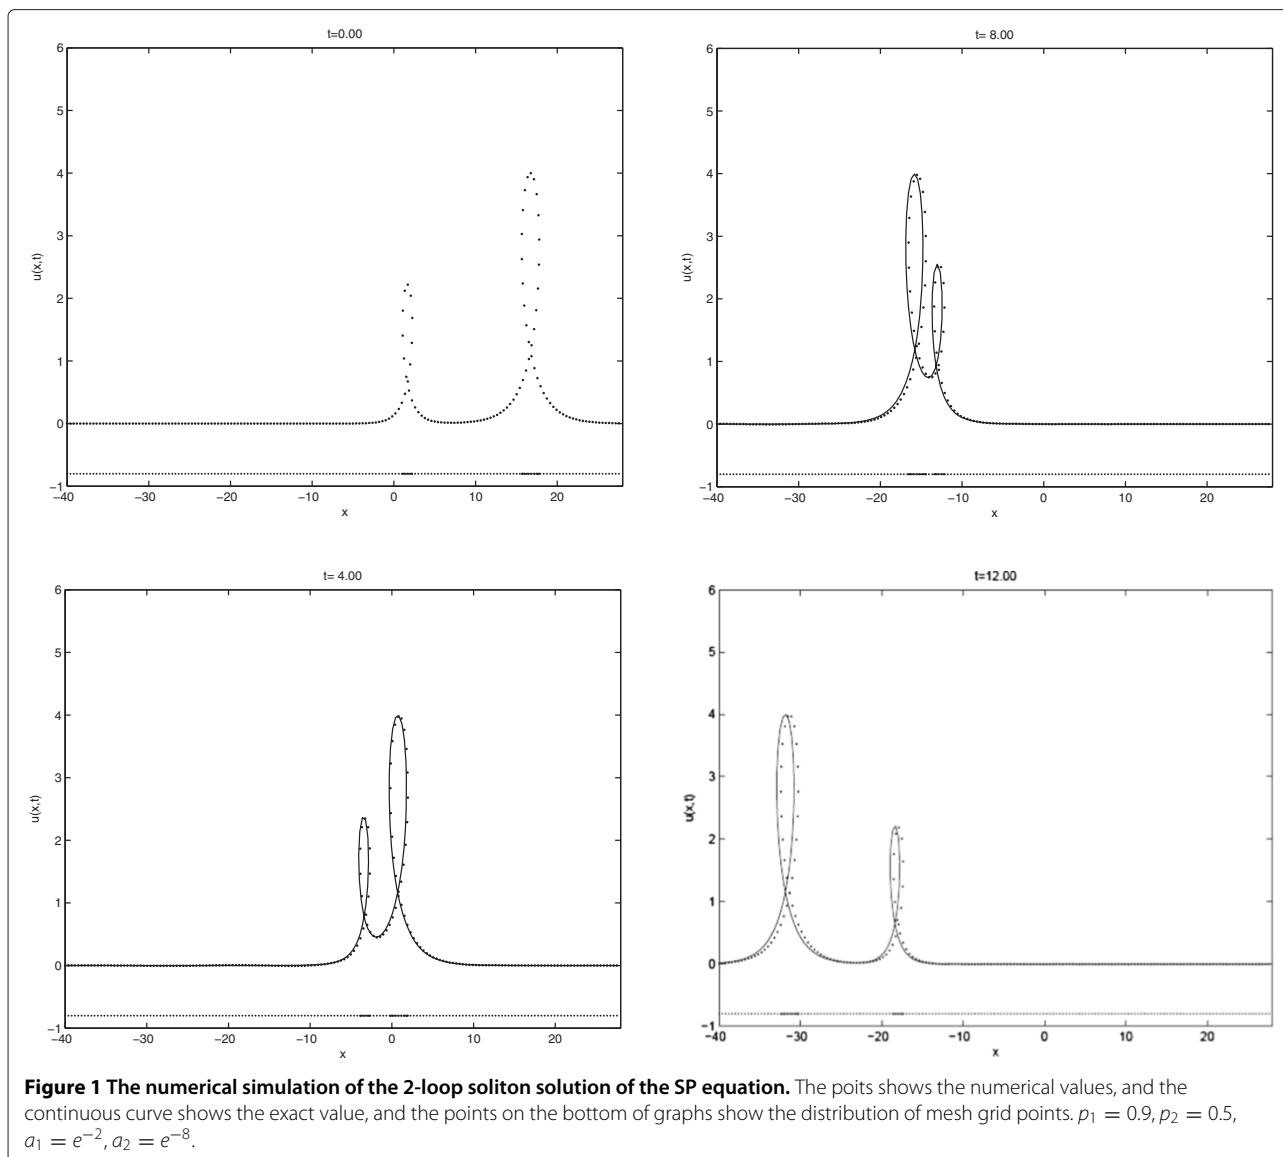 t=0.00
6
5
4
3
2
1
0
−1
u(x,t)
−40 −30 −20 −10 0 10 20
x
t= 8.00
6
5
4
3
2
1
0
−1
u(x,t)
−40 −30 −20 −10 0 10 20
x
t= 4.00
6
5
4
3
2
1
0
−1
u(x,t)
−40 −30 −20 −10 0 10 20
x
t=12.00
6
5
4
3
2
1
0
−1
u(x,t)
−40 −30 −20 −10 0 10 20
x
Figure 1 The numerical simulation of the 2-loop soliton solution of the SP equation. The poits shows the numerical values, and the
continuous curve shows the exact value, and the points on the bottom of graphs show the distribution of mesh grid points. p₁ = 0.9, p₂ = 0.5,
a₁ = e⁻², a₂ = e⁻⁸.